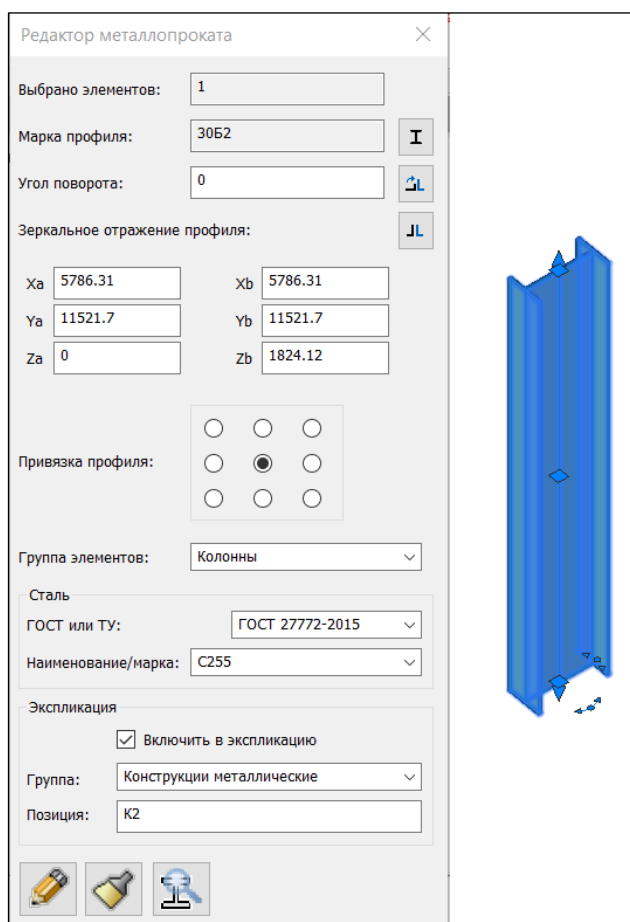 Редактор металлопроката
Выбрано элементов: 1
Марка профиля: 30Б2
Угол поворота: 0
Зеркальное отражение профиля:
Xa 5786.31 Xb 5786.31
Ya 11521.7 Yb 11521.7
Za 0 Zb 1824.12
Привязка профиля:
Группа элементов: Колонны
Сталь
ГОСТ или ТУ: ГОСТ 27772-2015
Наименование/марка: С255
Экспликация
Включить в экспликацию
Группа: Конструкции металлические
Позиция: К2